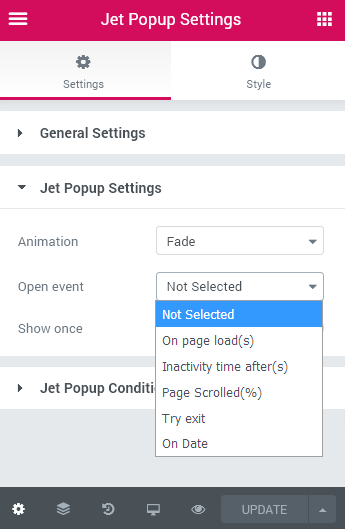 Jet Popup Settings
Settings
Style
General Settings
Jet Popup Settings
Animation
Fade
Open event
Not Selected
Not Selected
On page load(s)
Show once
Inactivity time after(s)
Page Scrolled(%)
Jet Popup Conditi
Try exit
On Date
UPDATE